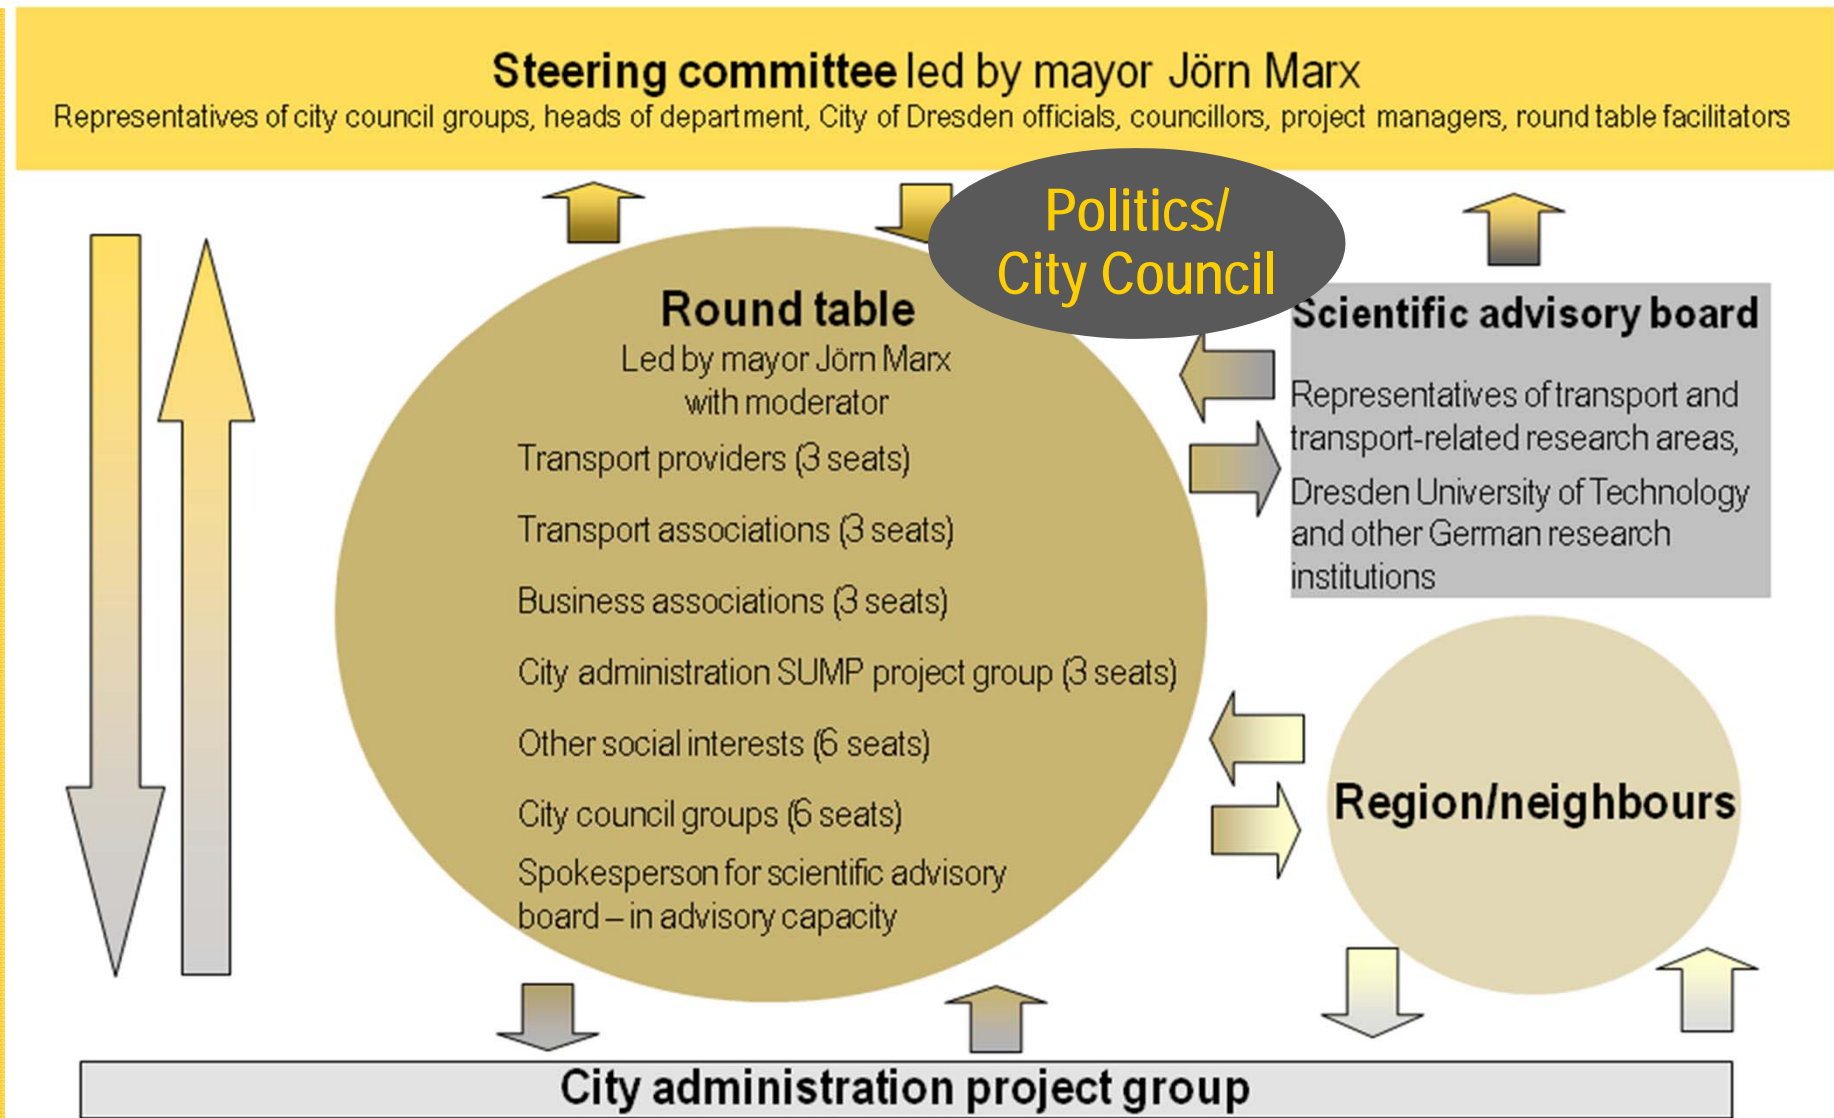 Steering committee led by mayor Jörn Marx
Representatives of city council groups, heads of department, City of Dresden officials, councillors, project managers, round table facilitators
Politics/
City Council
Round table
Led by mayor Jörn Marx
with moderator
Transport providers (3 seats)
Transport associations (3 seats)
Business associations (3 seats)
City administration SUMP project group (3 seats)
Other social interests (6 seats)
City council groups (6 seats)
Spokesperson for scientific advisory
board – in advisory capacity
Scientific advisory board
Representatives of transport and
transport-related research areas,
Dresden University of Technology
and other German research
institutions
Region/neighbours
City administration project group